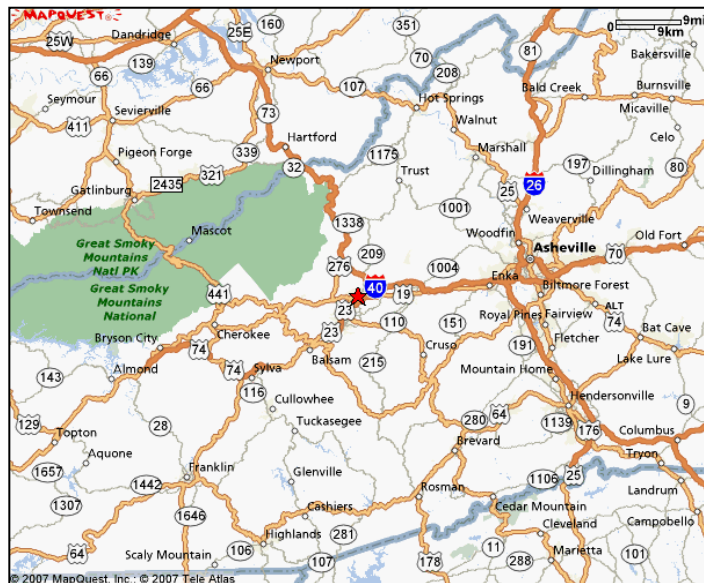 MAPQUEST®
160
351
81
9mi
0
9km
25W
Dandridge
25E
Bakersville
139
Newport
70
208
66
107
Hot Springs
Bald Creek
Burnsville
Seymour
66
73
Micaville
Sevierville
Walnut
411
Celo
Hartford
Pigeon Forge
339
1175
Marshall
197
Dillingham
80
32
Trust
321
2435
25
26
Gatlinburg
1001
Weaverville
Townsend
1338
Mascot
Woodfin
Old Fort
Great Smoky
Mountains
Natl PK
209
Asheville
70
276
1004
Enka
Great Smoky
Mountains
National
441
40
19
Biltmore Forest
23
ALT
74
110
151
Royal Pines
Fairview
Cherokee
23
191
Bat Cave
Bryson City
74
Balsam
Cruso
Fletcher
Lake Lure
74
215
Mountain Home
143
Almond
Sylva
116
Cullowhee
Hendersonville
9
64
129
28
Tuckasegee
280
1139
176
Columbus
Topton
Brevard
Tryon
Aquone
1657
Franklin
Glenville
1106
25
1442
Landrum
Rosman
1307
Cashiers
Cedar Mountain
Campobello
1646
281
Cleveland
64
106
Highlands
11
101
Scaly Mountain
107
178
288
Marietta
© 2007 MapQuest, Inc.; © 2007 Tele Atlas